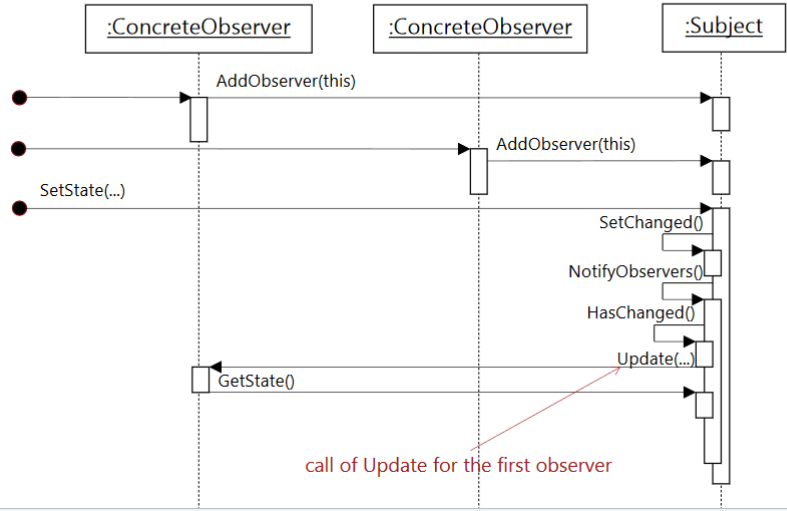 :ConcreteObserver :ConcreteObserver :Subject
AddObserver(this)
AddObserver(this)
SetState(...)
SetChanged()
NotifyObservers()
HasChanged()
Update(...)
GetState()
call of Update for the first observer